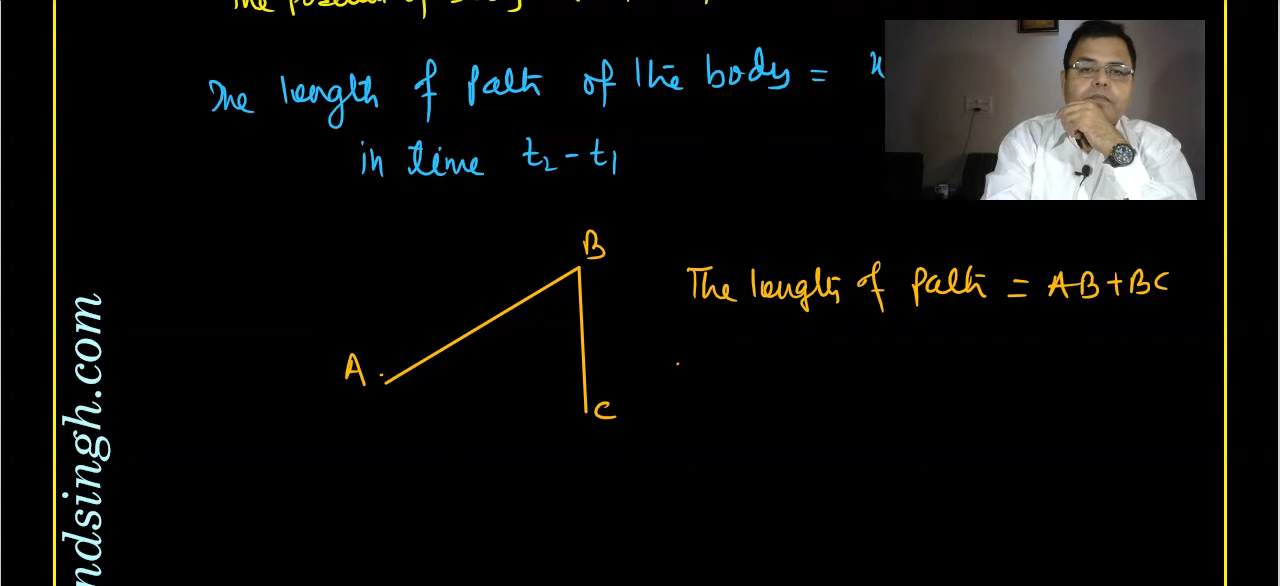 The length of path of the body = x
in time t₂ - t₁
B
The length of path = AB + BC
A
C
ndsingh.com